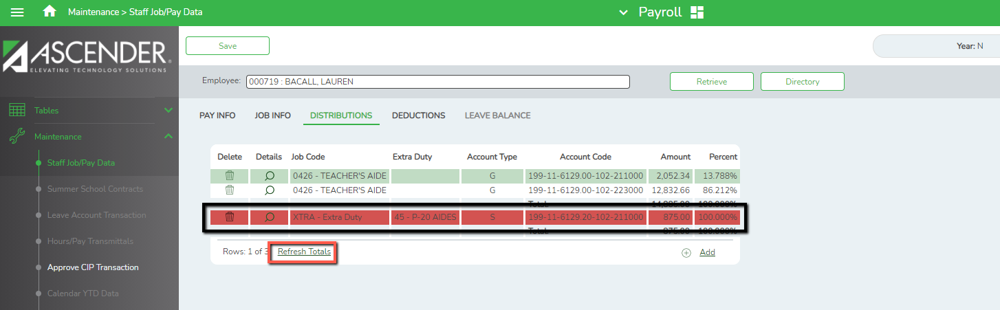 Maintenance > Staff Job/Pay Data
Payroll
ASCENDER®
ELEVATING TECHNOLOGY SOLUTIONS
Save
Year: N
Employee: 000719 : BACALL, LAUREN
Retrieve
Directory
Tables
Maintenance
Staff Job/Pay Data
Summer School Contracts
Leave Account Transaction
Hours/Pay Transmittals
Approve CIP Transaction
Calendar YTD Data
PAY INFO JOB INFO DISTRIBUTIONS DEDUCTIONS LEAVE BALANCE
Delete Details Job Code Extra Duty Account Type Account Code Amount Percent
0426 - TEACHER'S AIDE G 199-11-6129.00-102-211000 2,052.34 13.788%
0426 - TEACHER'S AIDE G 199-11-6129.00-102-223000 12,832.66 86.212%
Total: 14,885.00 100.000%
XTRA - Extra Duty 45 - P-20 AIDES S 199-11-6129.20-102-211000 875.00 100.000%
Total: 875.00 100.000%
Rows: 1 of 3 Refresh Totals Add